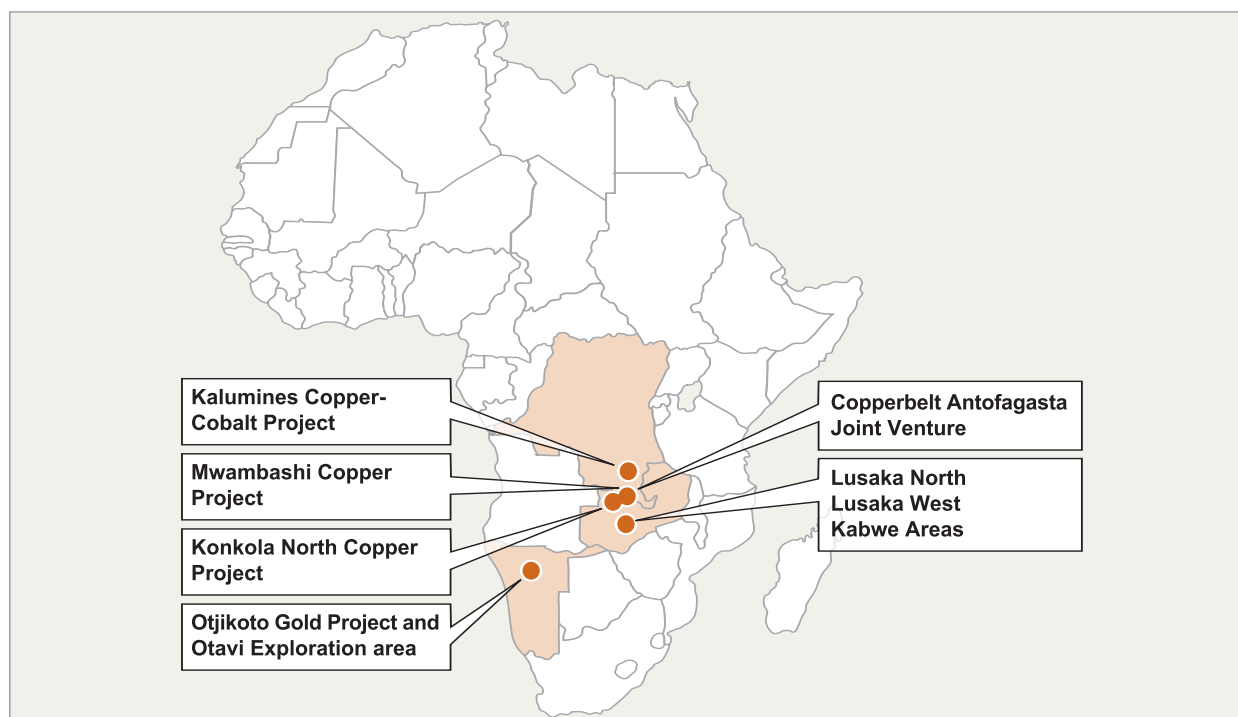 Kalumines Copper-
Cobalt Project
Mwambashi Copper
Project
Konkola North Copper
Project
Otjikoto Gold Project and
Otavi Exploration area
Copperbelt Antofagasta
Joint Venture
Lusaka North
Lusaka West
Kabwe Areas